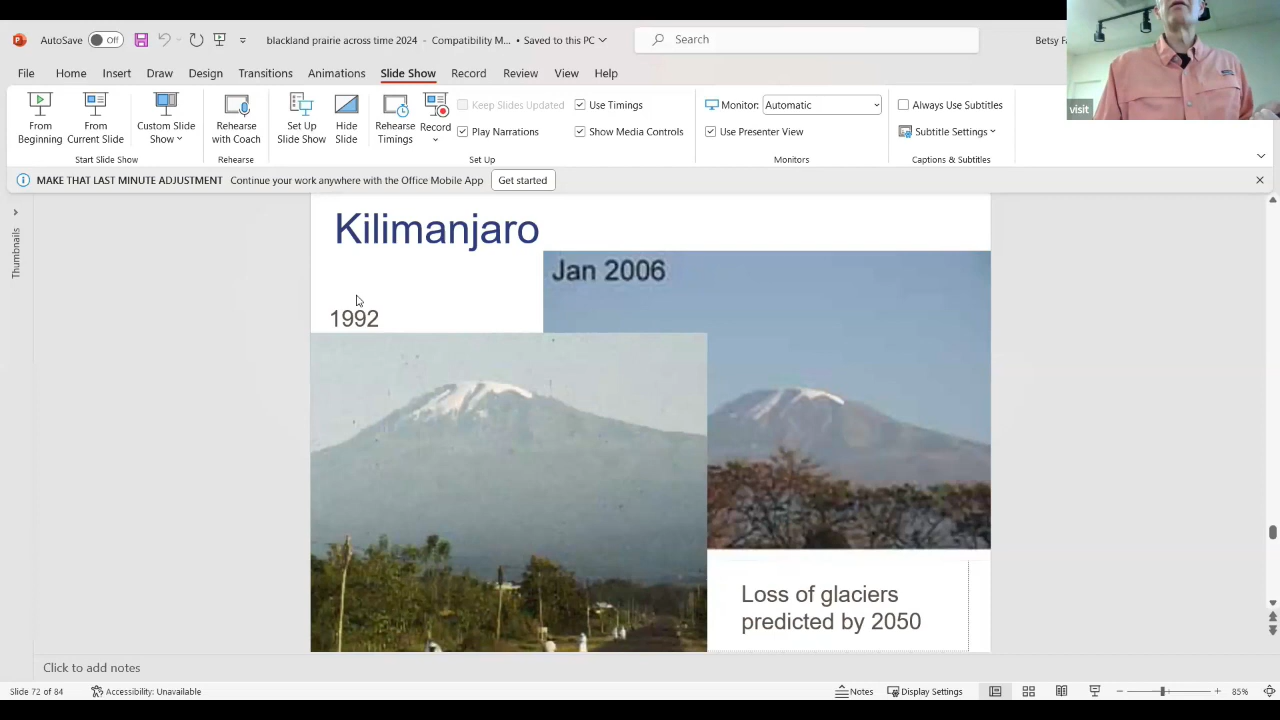 AutoSave Off blackland prairie across time 2024 - Compatibility M... • Saved to this PC Search
File Home Insert Draw Design Transitions Animations Slide Show Record Review View Help
From Beginning
From Current Slide
Custom Slide Show
Rehearse with Coach
Set Up Slide Show
Hide Slide
Rehearse Timings
Record
Keep Slides Updated
Play Narrations
Use Timings
Show Media Controls
Monitor: Automatic
Use Presenter View
Always Use Subtitles
Subtitle Settings
visit
Start Slide Show Rehearse Set Up Monitors Captions & Subtitles
MAKE THAT LAST MINUTE ADJUSTMENT Continue your work anywhere with the Office Mobile App Get started
Thumbnails
Kilimanjaro
Jan 2006
1992
Loss of glaciers
predicted by 2050
Click to add notes
Slide 72 of 84 Accessibility: Unavailable Notes Display Settings 85%